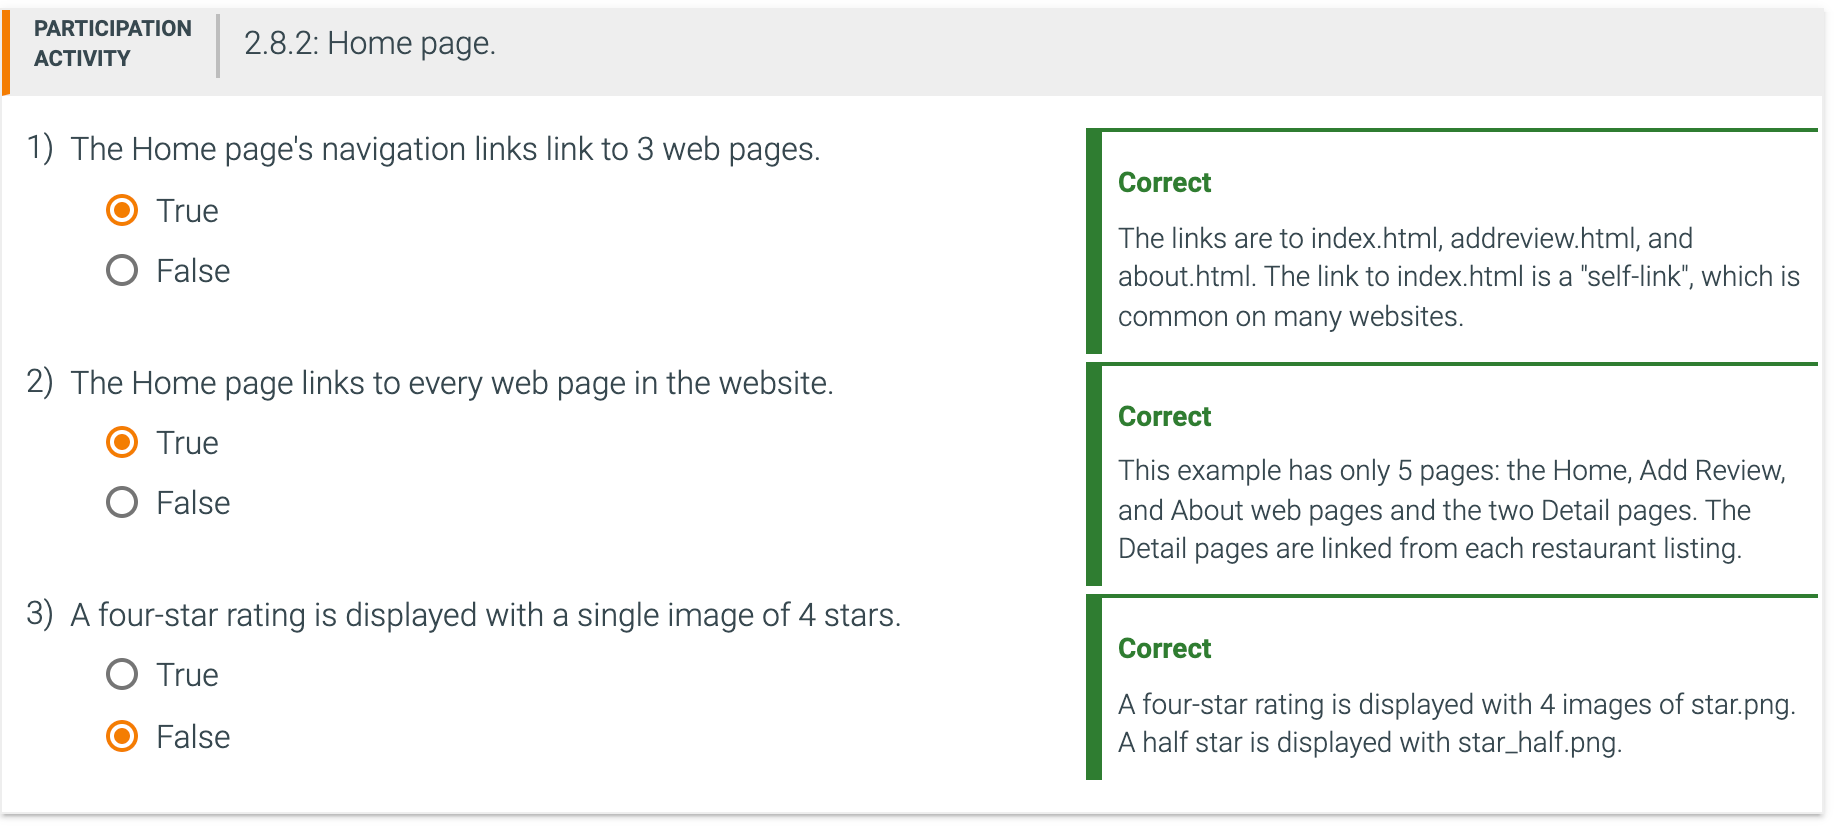 PARTICIPATION
ACTIVITY
2.8.2: Home page.
1) The Home page's navigation links link to 3 web pages.
True
False
Correct
The links are to index.html, addreview.html, and
about.html. The link to index.html is a "self-link", which is
common on many websites.
2) The Home page links to every web page in the website.
True
False
Correct
This example has only 5 pages: the Home, Add Review,
and About web pages and the two Detail pages. The
Detail pages are linked from each restaurant listing.
3) A four-star rating is displayed with a single image of 4 stars.
True
False
Correct
A four-star rating is displayed with 4 images of star.png.
A half star is displayed with star_half.png.